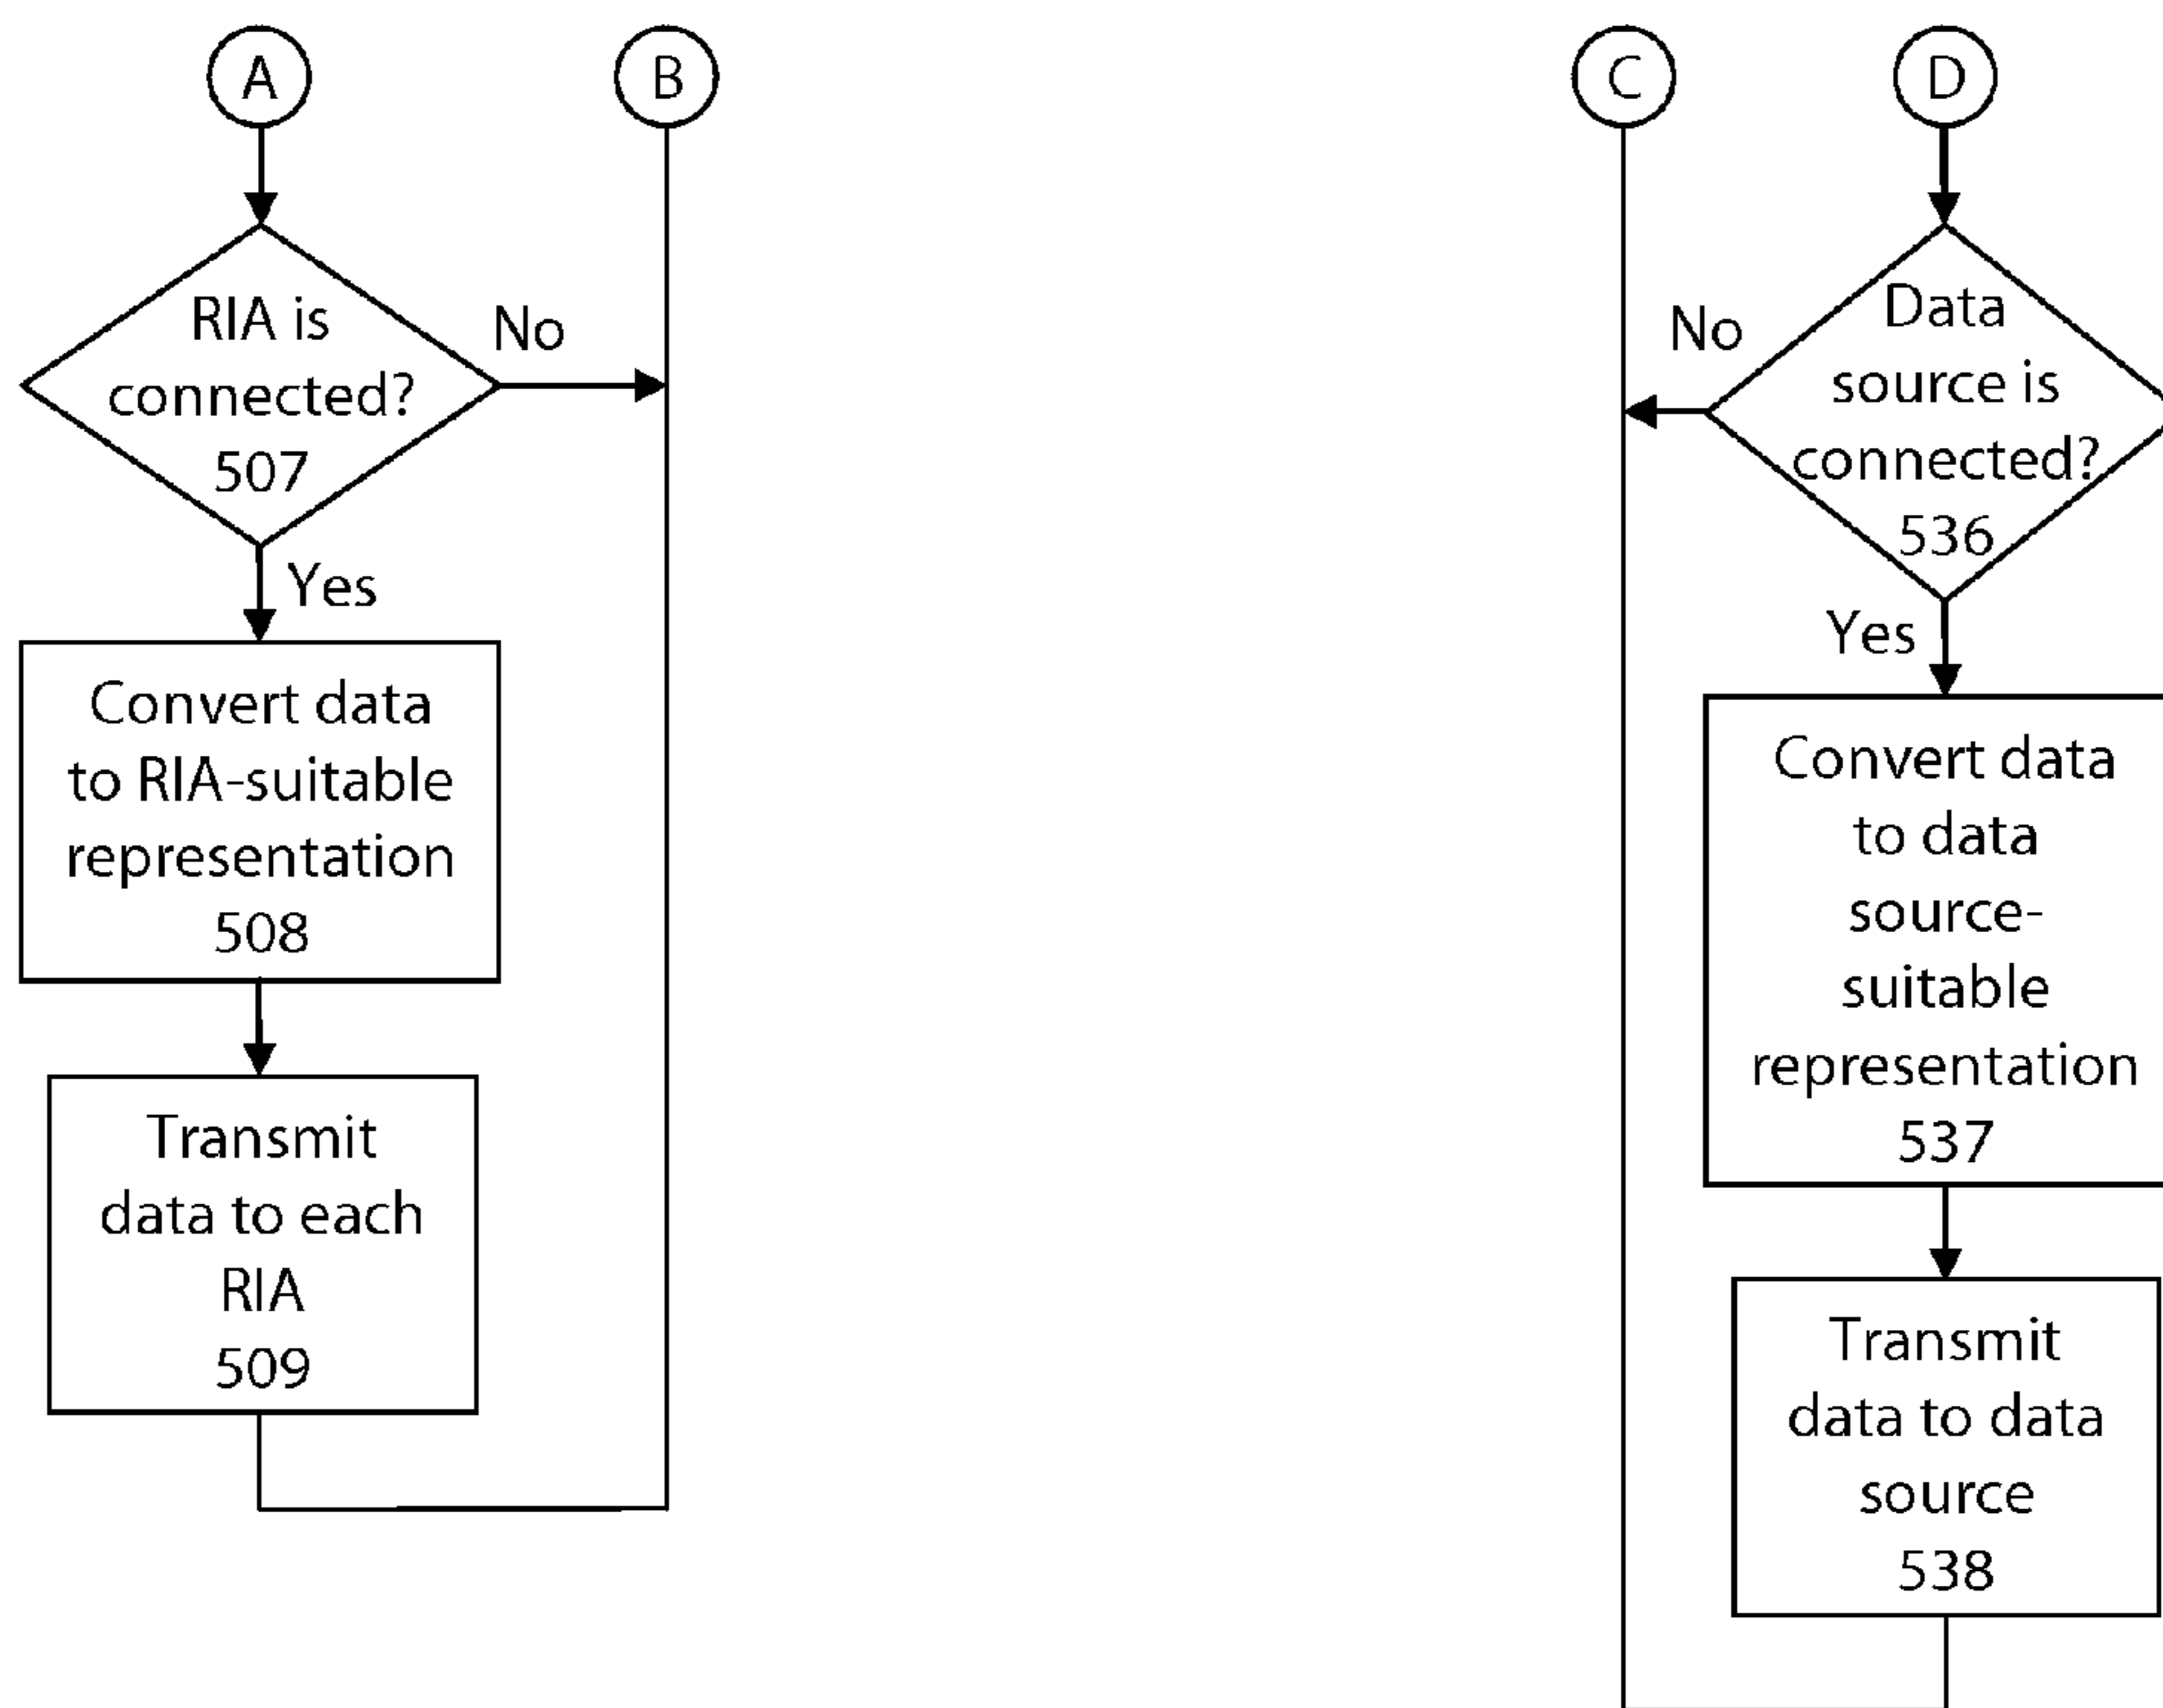 A
B
RIA is
connected?
507
No
Yes
Convert data
to RIA-suitable
representation
508
Transmit
data to each
RIA
509
C
D
Data
source is
connected?
536
No
Yes
Convert data
to data
source-
suitable
representation
537
Transmit
data to data
source
538